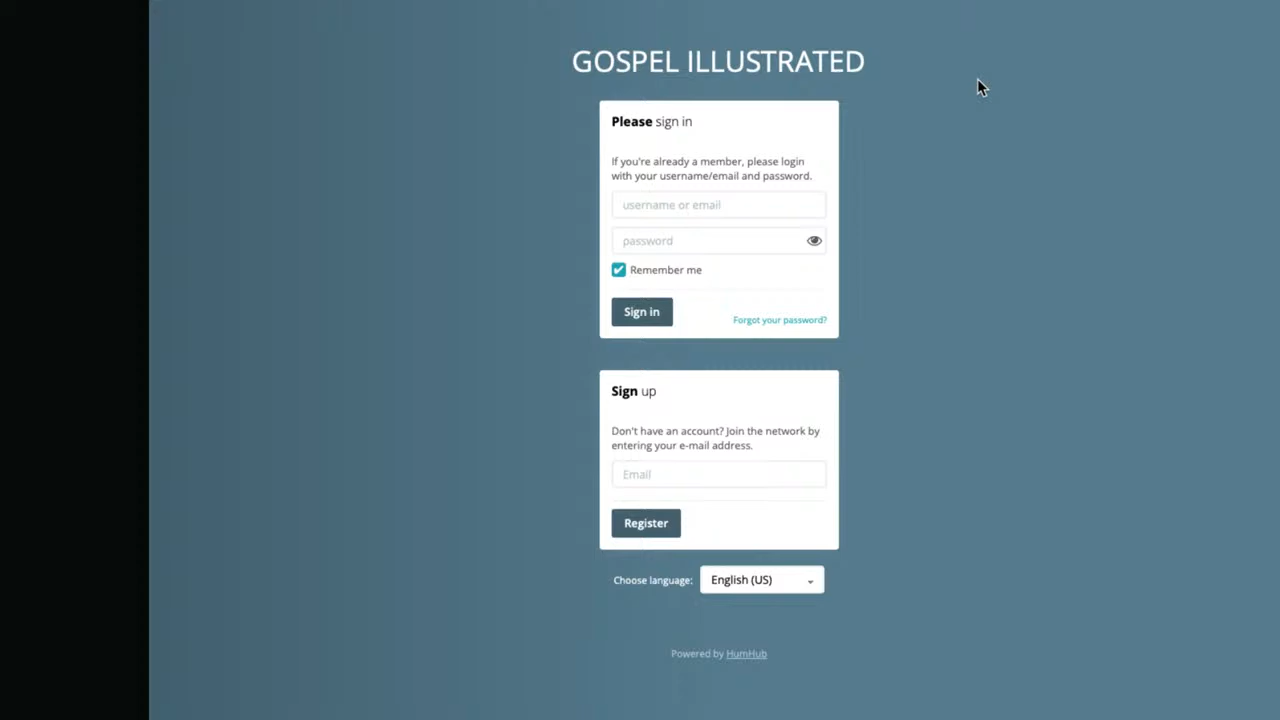 GOSPEL ILLUSTRATED
Please sign in
If you're already a member, please login
with your username/email and password.
username or email
password
Remember me
Sign in
Forgot your password?
Sign up
Don't have an account? Join the network by
entering your e-mail address.
Email
Register
Choose language: English (US)
Powered by HumHub